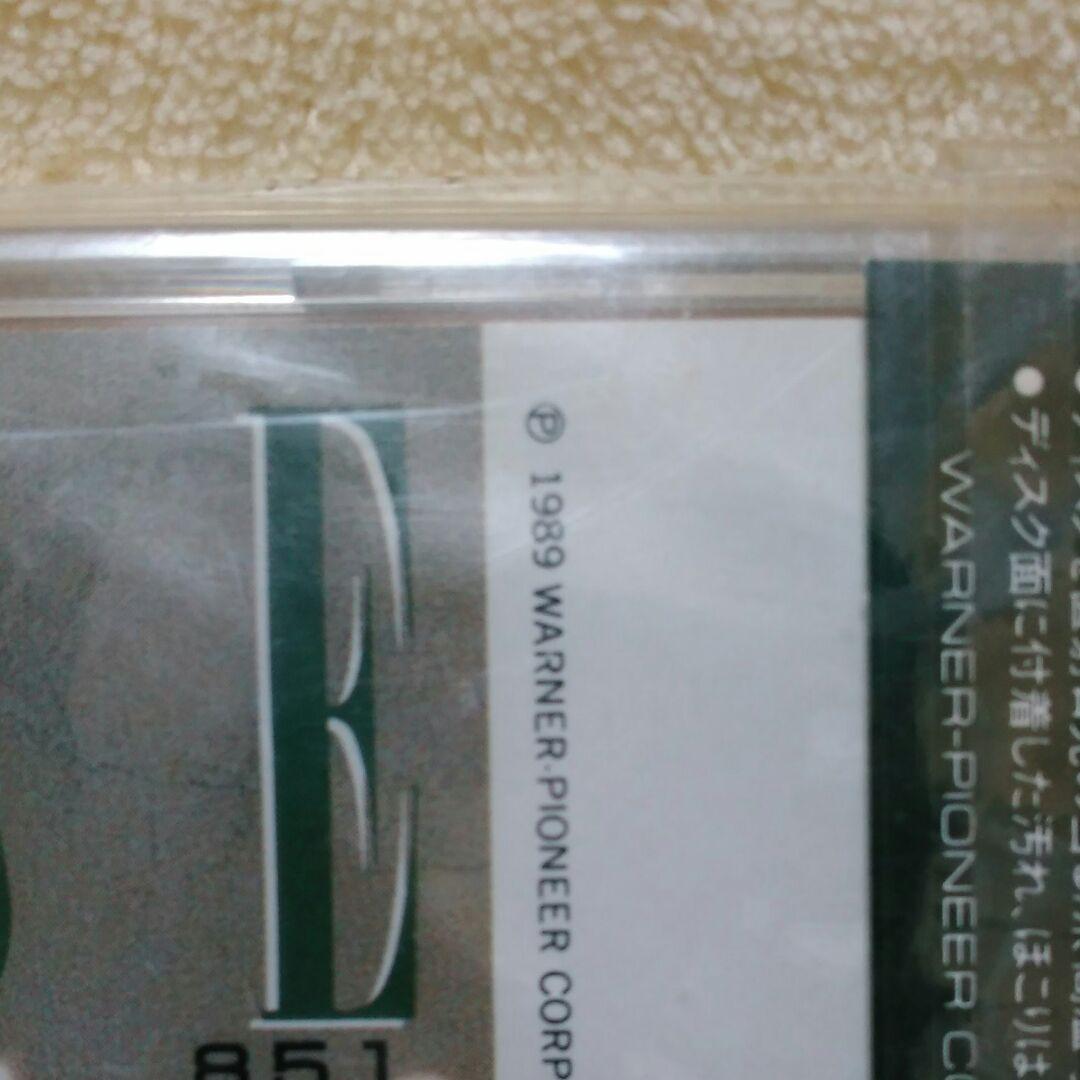 E
851
Ⓟ 1989 WARNER-PIONEER CORP
●ディスク面に付着した汚れ、ほこりは
WARNER-PIONEER CO